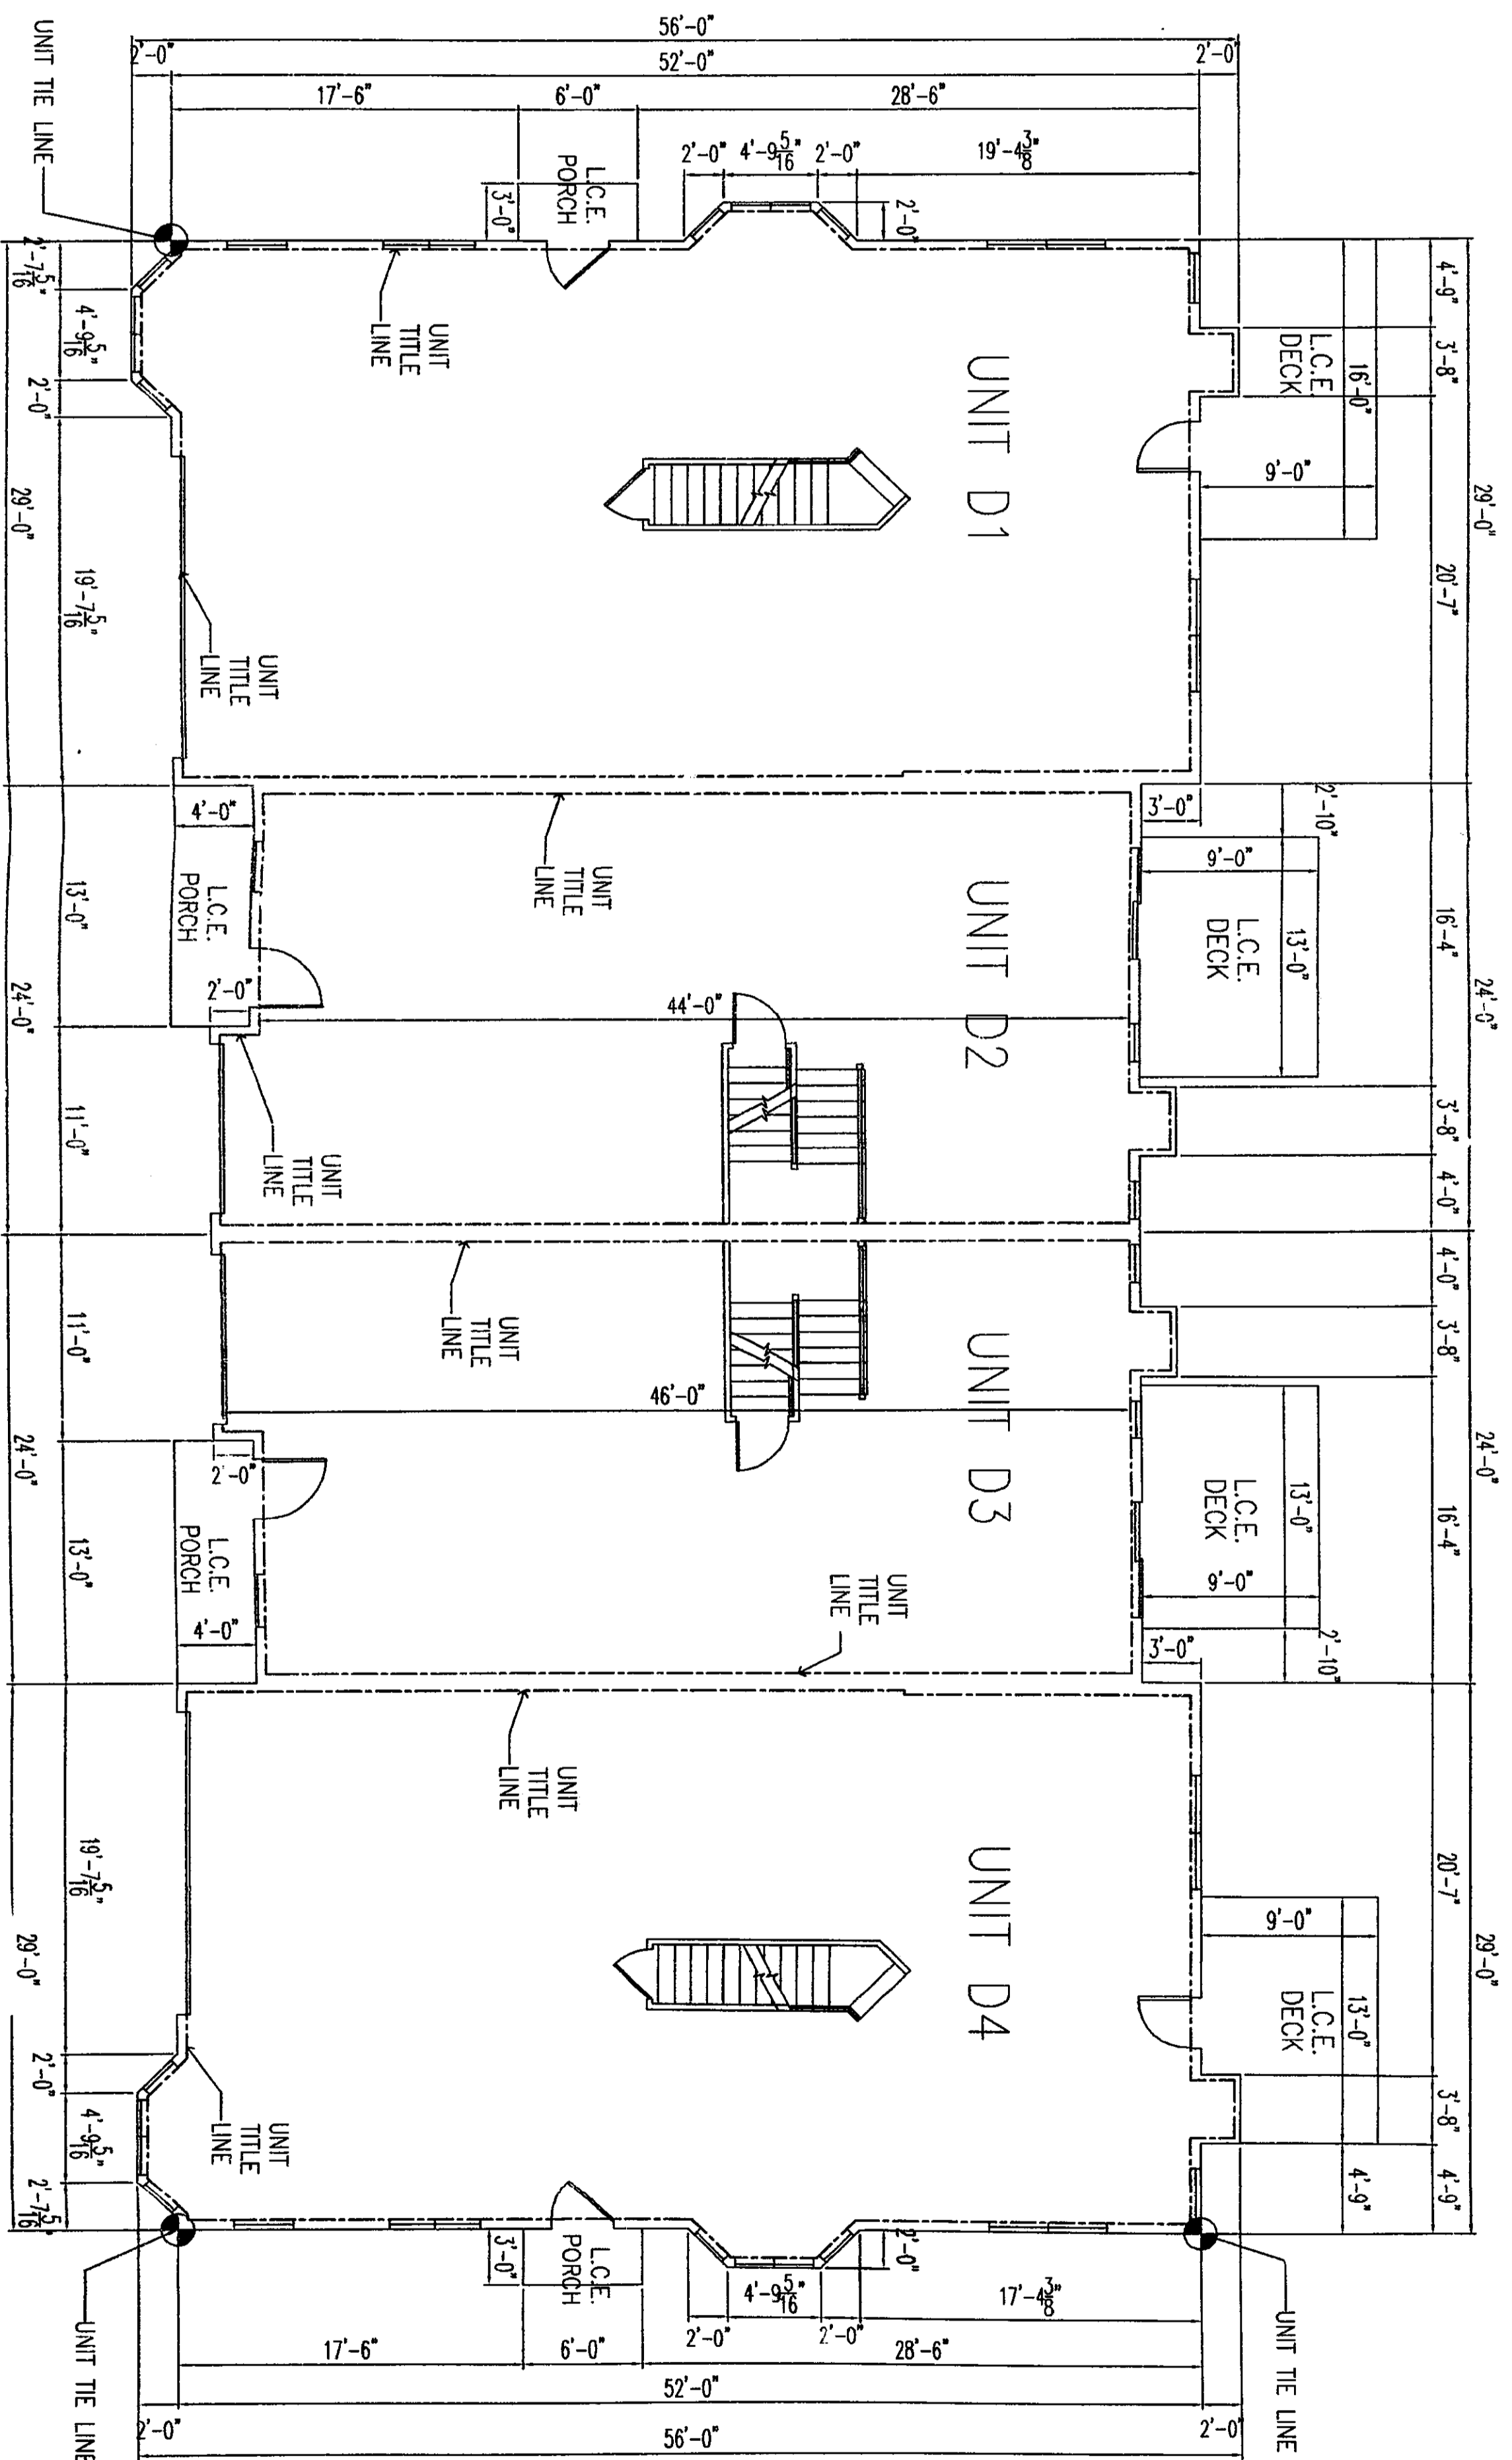 56'-0"
2'-0"
52'-0"
2'-0"
17'-6"
6'-0"
28'-6"
2'-0"
4'-9 5/16"
2'-0"
19'-4 3/8"
UNIT TIE LINE
L.C.E.
PORCH
3'-0"
2'-0"
2'-7 5/16"
4'-9 5/16"
2'-0"
29'-0"
19'-7 5/16"
UNIT
TITLE
LINE
UNIT
TITLE
LINE
UNIT D1
L.C.E.
DECK
16'-0"
9'-0"
4'-9"
3'-8"
20'-7"
29'-0"
4'-0"
L.C.E.
PORCH
2'-0"
13'-0"
11'-0"
24'-0"
UNIT
TITLE
LINE
UNIT
TITLE
LINE
44'-0"
UNIT D2
3'-0"
2'-10"
9'-0"
L.C.E.
DECK
13'-0"
16'-4"
3'-8"
4'-0"
24'-0"
11'-0"
13'-0"
24'-0"
2'-0"
L.C.E.
PORCH
4'-0"
UNIT
TITLE
LINE
46'-0"
UNIT
TITLE
LINE
UNIT D3
L.C.E.
DECK
13'-0"
9'-0"
3'-0"
2'-10"
4'-0"
3'-8"
16'-4"
24'-0"
UNIT
TITLE
LINE
UNIT D4
9'-0"
L.C.E.
DECK
13'-0"
4'-9"
20'-7"
3'-8"
4'-9"
29'-0"
19'-7 5/16"
29'-0"
2'-0"
4'-9 5/16"
2'-7 5/16"
UNIT
TITLE
LINE
3'-0"
L.C.E.
PORCH
2'-0"
4'-9 5/16"
17'-4 3/8"
2'-0"
2'-0"
17'-6"
6'-0"
28'-6"
52'-0"
2'-0"
2'-0"
56'-0"
UNIT TIE LINE
UNIT TIE LINE